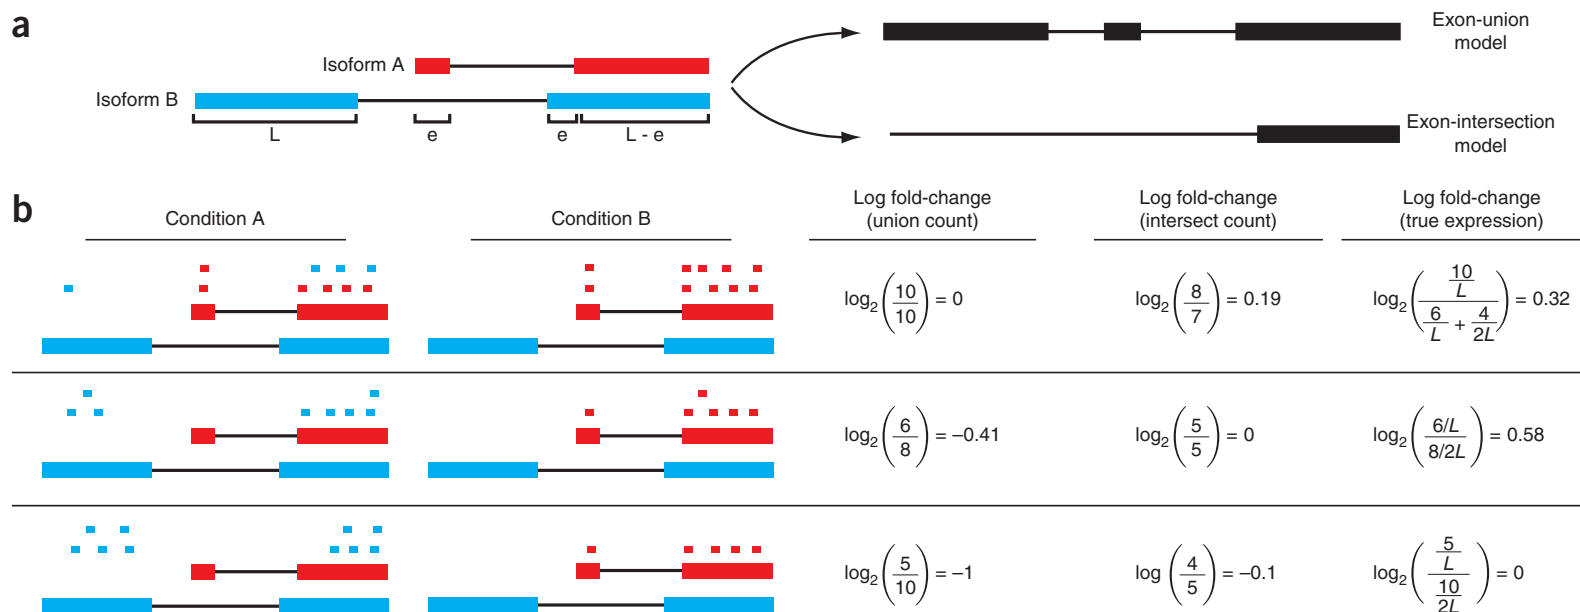 a
Isoform A
Isoform B
L
e
e
L - e
Exon-union
model
Exon-intersection
model
b
Condition A
Condition B
Log fold-change
(union count)
Log fold-change
(intersect count)
Log fold-change
(true expression)
log2(10/10) = 0
log2(8/7) = 0.19
log2((10/L)/(6/L + 4/2L)) = 0.32
log2(6/8) = –0.41
log2(5/5) = 0
log2((6/L)/(8/2L)) = 0.58
log2(5/10) = –1
log (4/5) = –0.1
log2((5/L)/(10/2L)) = 0